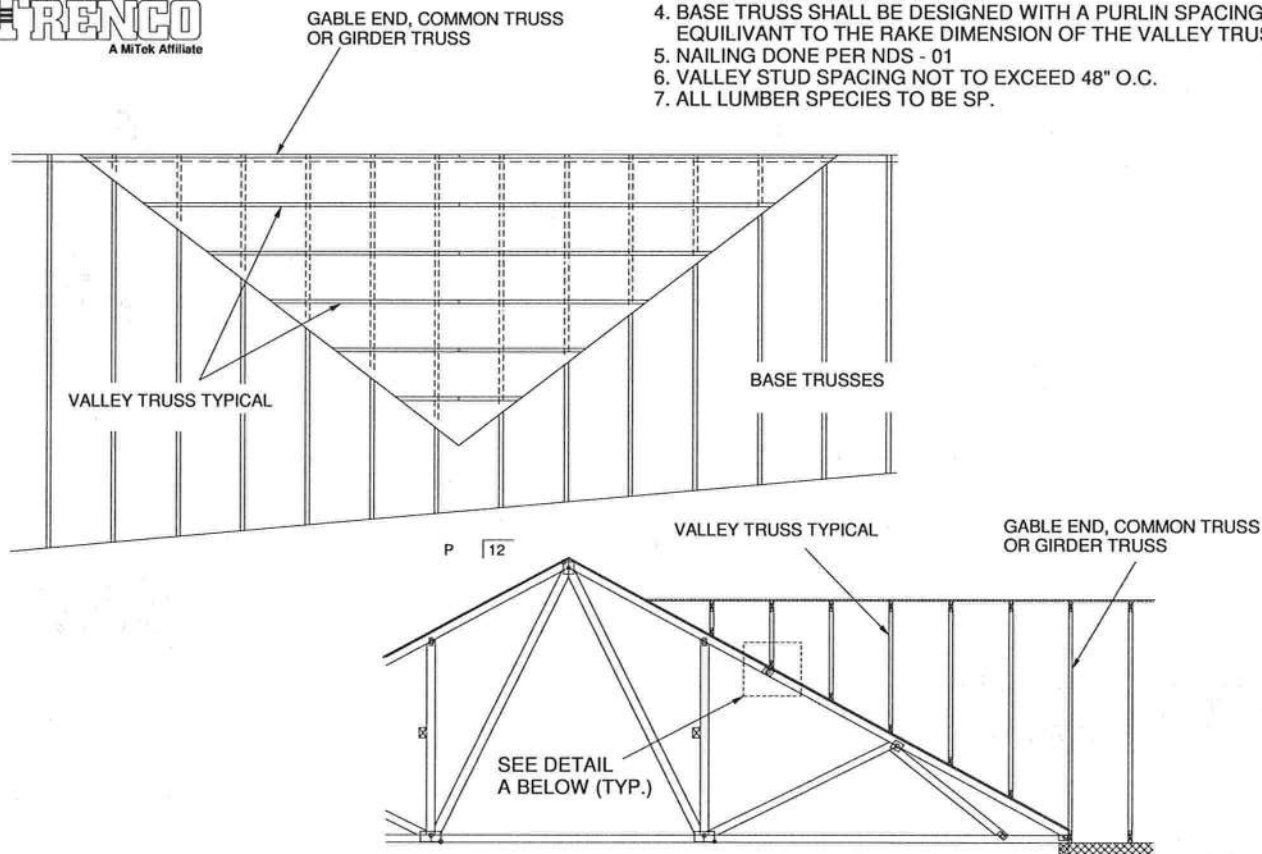 TRENCO
A MiTek Affiliate
GABLE END, COMMON TRUSS
OR GIRDER TRUSS
4. BASE TRUSS SHALL BE DESIGNED WITH A PURLIN SPACING
EQUILIVANT TO THE RAKE DIMENSION OF THE VALLEY TRUS
5. NAILING DONE PER NDS - 01
6. VALLEY STUD SPACING NOT TO EXCEED 48" O.C.
7. ALL LUMBER SPECIES TO BE SP.
VALLEY TRUSS TYPICAL
BASE TRUSSES
P 12
VALLEY TRUSS TYPICAL
GABLE END, COMMON TRUSS
OR GIRDER TRUSS
SEE DETAIL
A BELOW (TYP.)